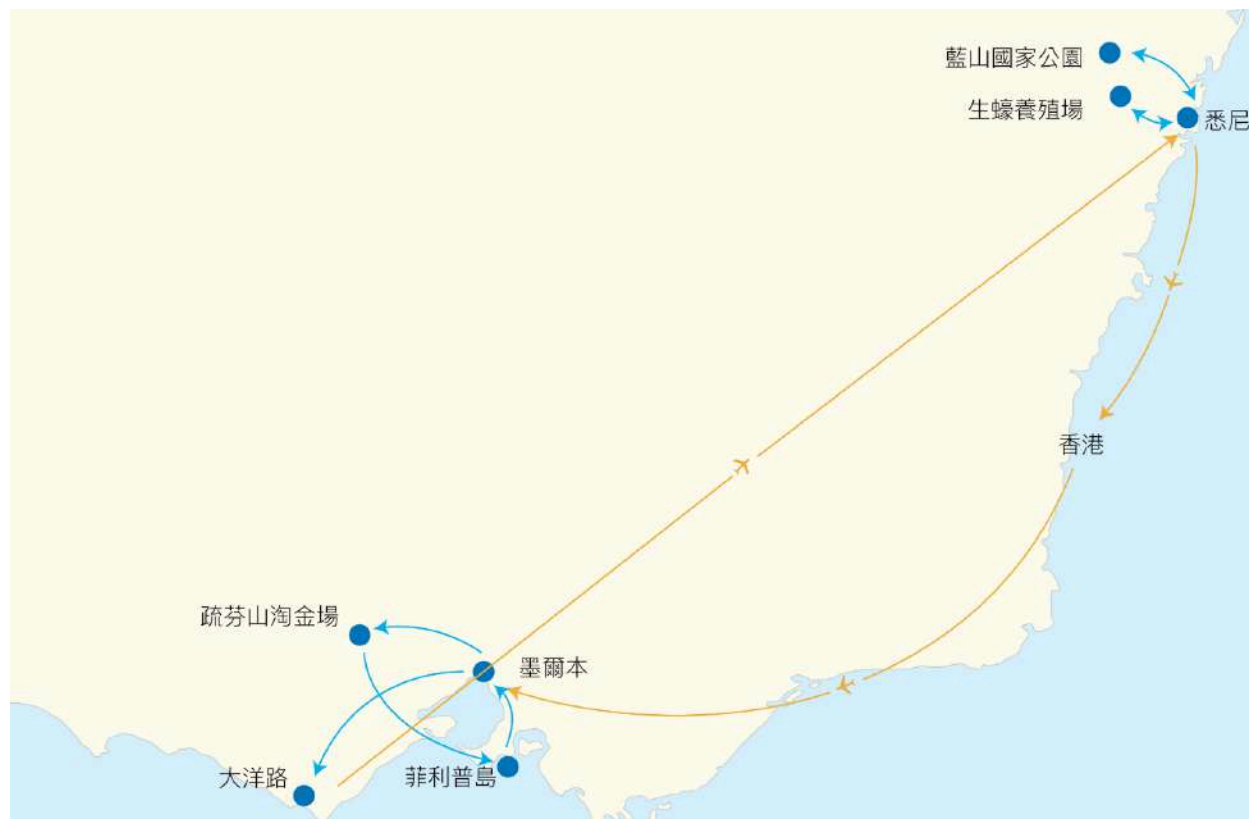 藍山國家公園
生蠔養殖場
悉尼
香港
疏芬山淘金場
墨爾本
大洋路
菲利普島